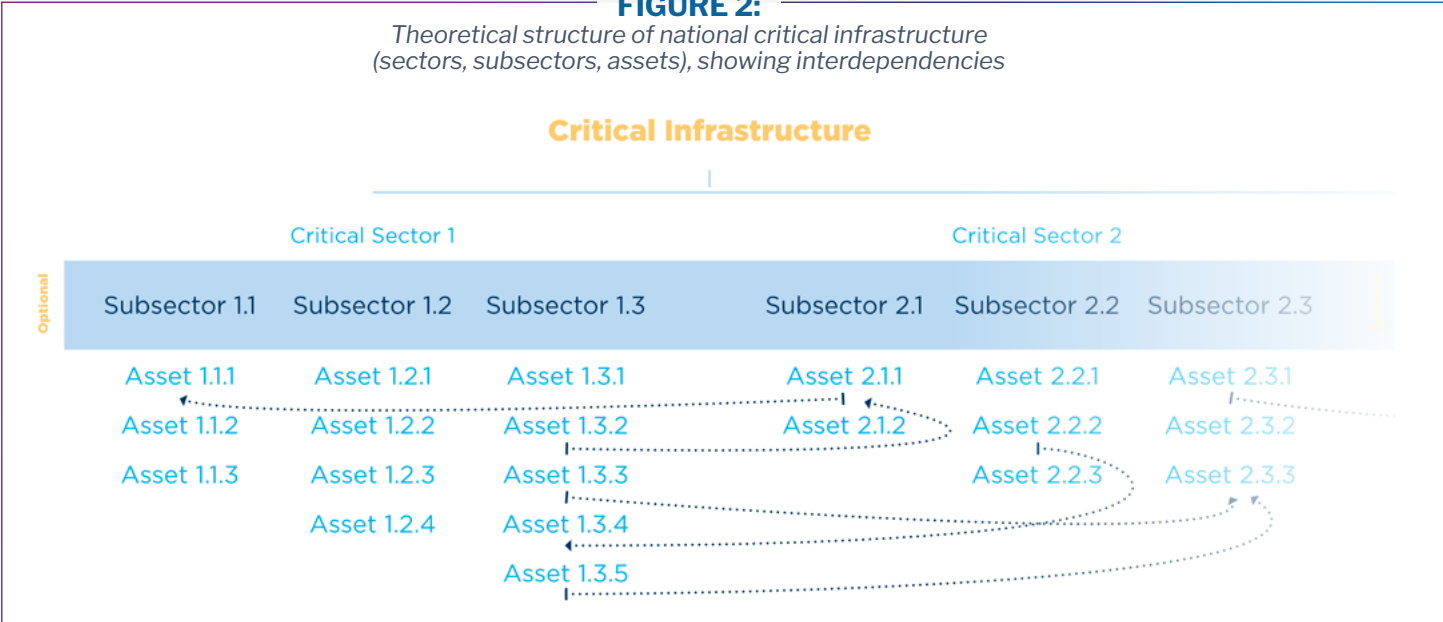 FIGURE 2:
Theoretical structure of national critical infrastructure
(sectors, subsectors, assets), showing interdependencies
Critical Infrastructure
Critical Sector 1 Critical Sector 2
Optional
Subsector 1.1 Subsector 1.2 Subsector 1.3 Subsector 2.1 Subsector 2.2 Subsector 2.3
Asset 1.1.1 Asset 1.2.1 Asset 1.3.1 Asset 2.1.1 Asset 2.2.1 Asset 2.3.1
Asset 1.1.2 Asset 1.2.2 Asset 1.3.2 Asset 2.1.2 Asset 2.2.2 Asset 2.3.2
Asset 1.1.3 Asset 1.2.3 Asset 1.3.3 Asset 2.2.3 Asset 2.3.3
Asset 1.2.4 Asset 1.3.4
Asset 1.3.5